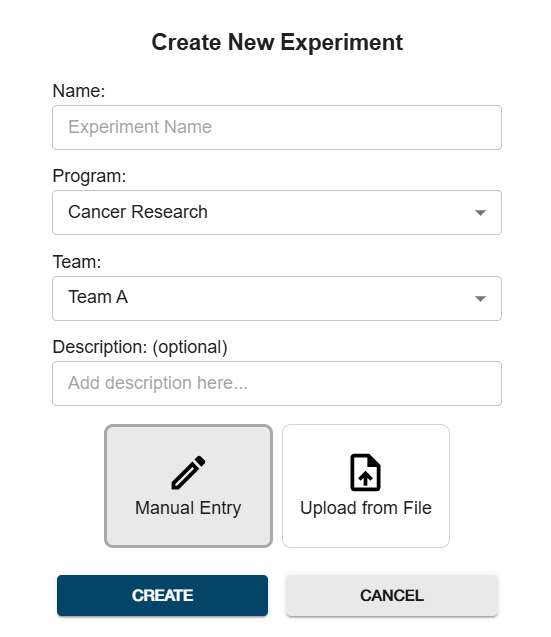 Create New Experiment
Name:
Experiment Name
Program:
Cancer Research
Team:
Team A
Description: (optional)
Add description here...
Manual Entry
Upload from File
CREATE
CANCEL